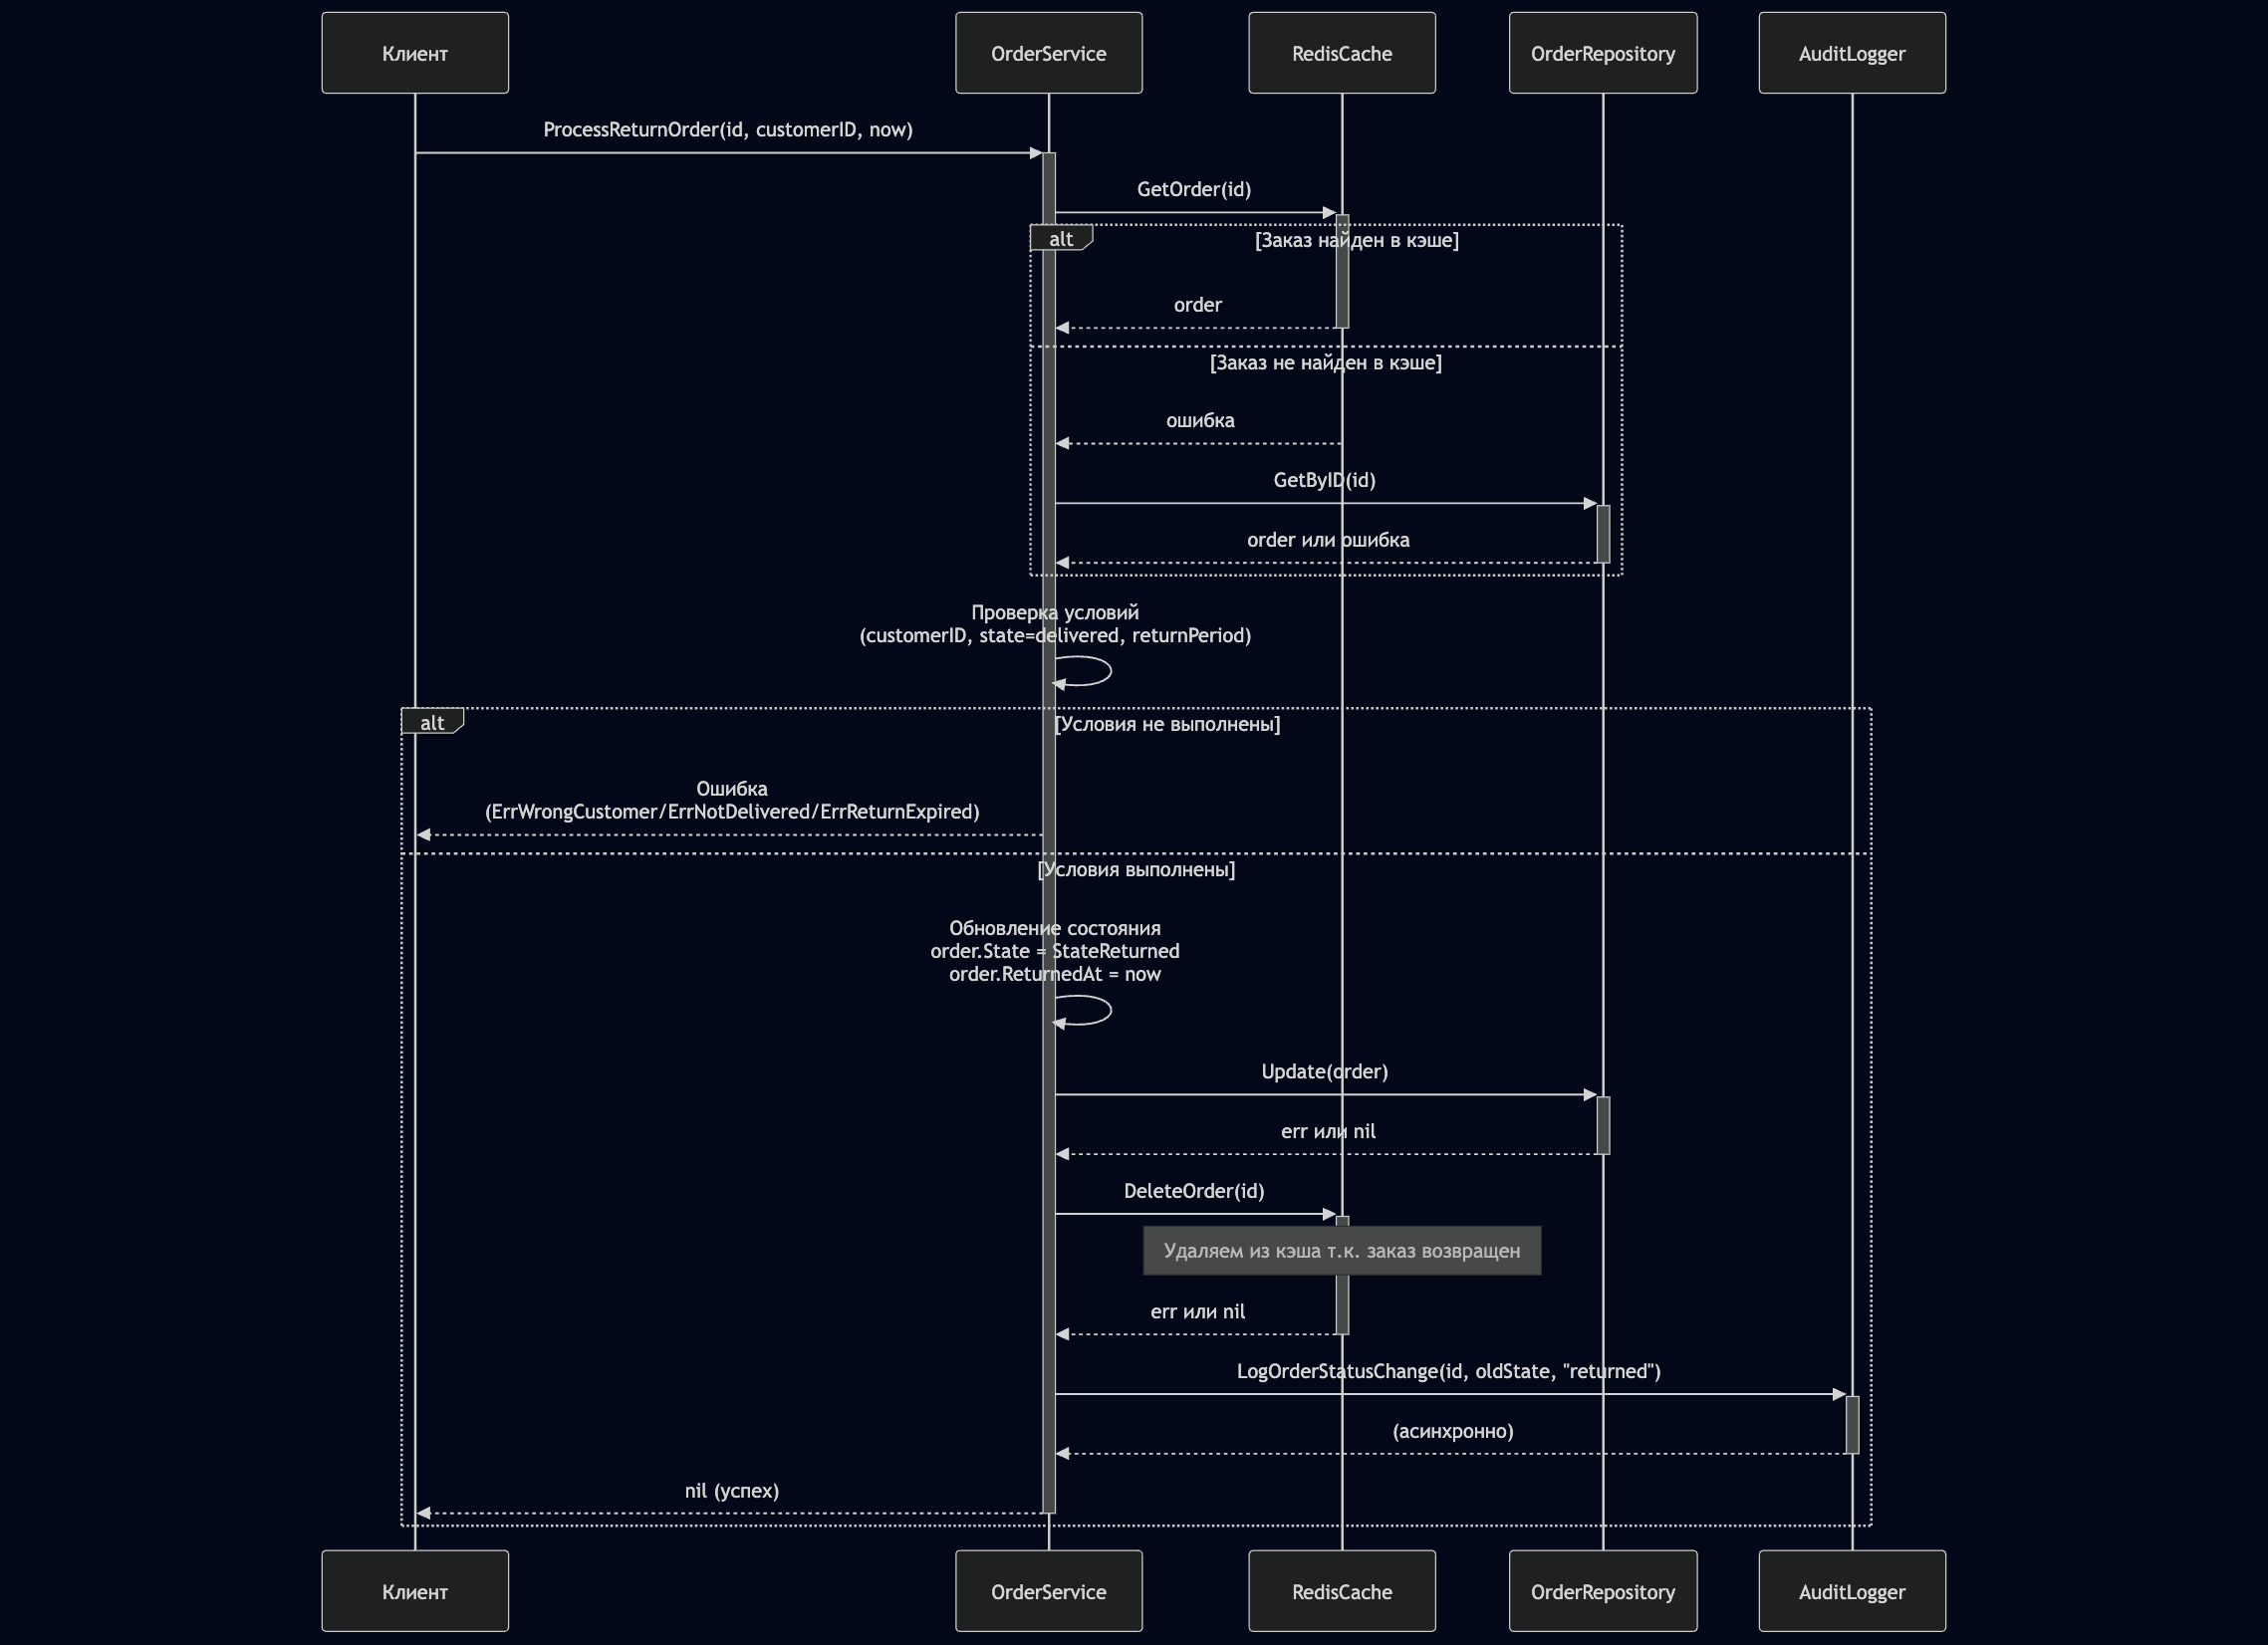 Клиент
OrderService
RedisCache
OrderRepository
AuditLogger
ProcessReturnOrder(id, customerID, now)
GetOrder(id)
alt
[Заказ найден в кэше]
order
[Заказ не найден в кэше]
ошибка
GetByID(id)
order или ошибка
Проверка условий
(customerID, state=delivered, returnPeriod)
alt
[Условия не выполнены]
Ошибка
(ErrWrongCustomer/ErrNotDelivered/ErrReturnExpired)
[Условия выполнены]
Обновление состояния
order.State = StateReturned
order.ReturnedAt = now
Update(order)
err или nil
DeleteOrder(id)
Удаляем из кэша т.к. заказ возвращен
err или nil
LogOrderStatusChange(id, oldState, "returned")
(асинхронно)
nil (успех)
Клиент
OrderService
RedisCache
OrderRepository
AuditLogger